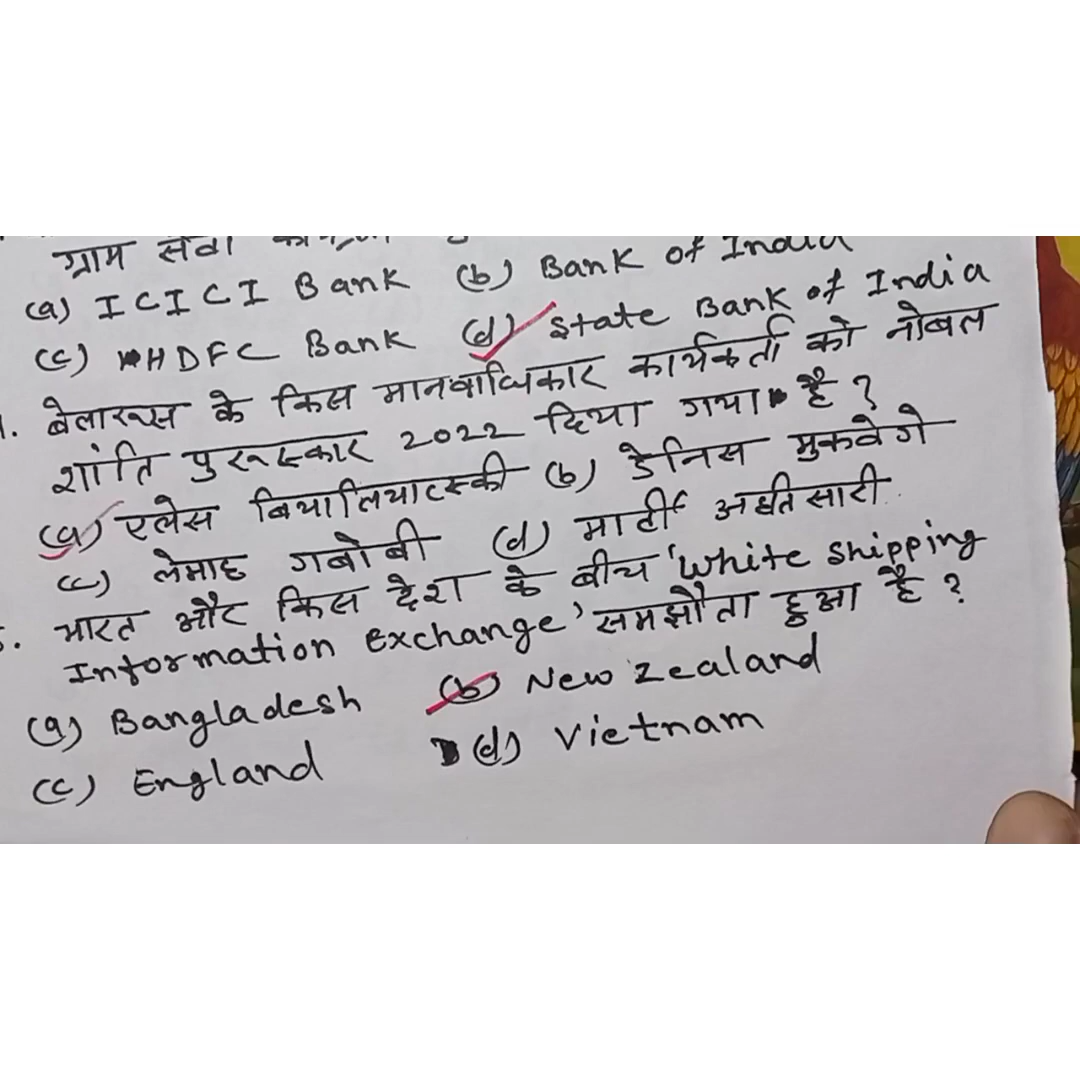 ग्राम सेवा
(a) ICICI Bank (b) Bank of India
(c) HDFC Bank (d) State Bank of India
बेलारूस के किस मानवाधिकार कार्यकर्ता को नोबल
शांति पुरूस्कार 2022 दिया गया है ?
(a) एलेस बियालियाटस्की (b) डेनिस मुकवेगे
(c) लेमाह गबोबी (d) मार्टी अहतिसारी
भारत और किस देश के बीच 'White shipping
Information Exchange' समझौता हुआ है ?
(a) Bangladesh (b) New Zealand
(c) England (d) Vietnam